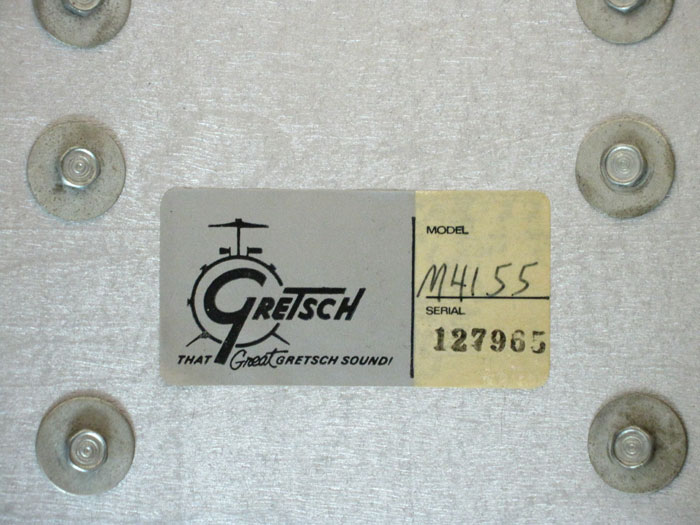 GRETSCH
THAT Great GRETSCH SOUND!
MODEL
M4155
SERIAL
127965